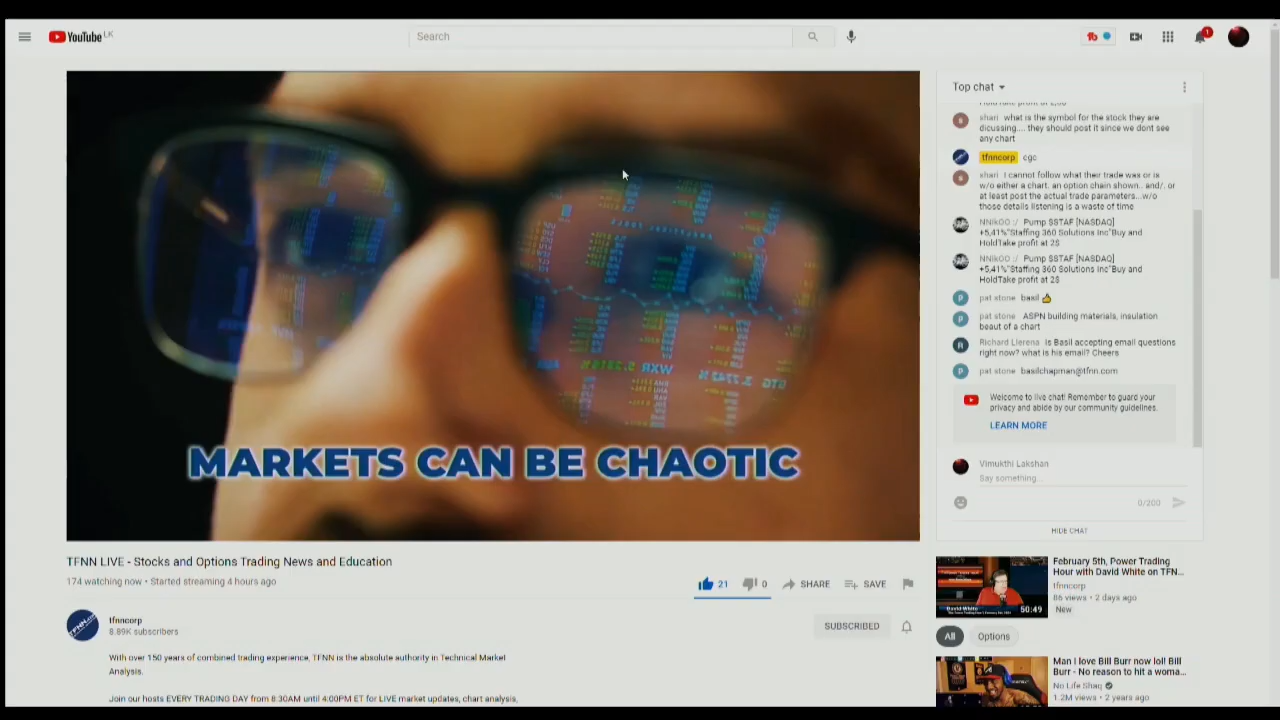 YouTube LK
Search
Top chat
shari what is the symbol for the stock they are
dicussing.... they should post it since we dont see
any chart
tfnncorp cgc
shari I cannot follow what their trade was or is
w/o either a chart, an option chain shown.. and/, or
at least post the actual trade parameters...w/o
those details listening is a waste of time
NNikOO :/ Pump $STAF [NASDAQ]
+5,41%"Staffing 360 Solutions Inc"Buy and
HoldTake profit at 2$
NNikOO :/ Pump $STAF [NASDAQ]
+5,41%"Staffing 360 Solutions Inc"Buy and
HoldTake profit at 2$
pat stone basil 👍
pat stone ASPN building materials, insulation
beaut of a chart
Richard Llerena Is Basil accepting email questions
right now? what is his email? Cheers
pat stone basilchapman@tfnn.com
Welcome to live chat! Remember to guard your
privacy and abide by our community guidelines.
LEARN MORE
Vimukthi Lakshan
Say something...
0/200
HIDE CHAT
MARKETS CAN BE CHAOTIC
TFNN LIVE - Stocks and Options Trading News and Education
174 watching now • Started streaming 4 hours ago
21 0 SHARE SAVE
tfnncorp
8.89K subscribers
SUBSCRIBED
With over 150 years of combined trading experience, TFNN is the absolute authority in Technical Market
Analysis.
Join our hosts EVERY TRADING DAY from 8:30AM until 4:00PM ET for LIVE market updates, chart analysis,
February 5th, Power Trading
Hour with David White on TFN...
tfnncorp
86 views • 2 days ago
New
David White
50:49
All
Options
Man I love Bill Burr now lol! Bill
Burr - No reason to hit a woma...
No Life Shaq
1.2M views • 2 years ago